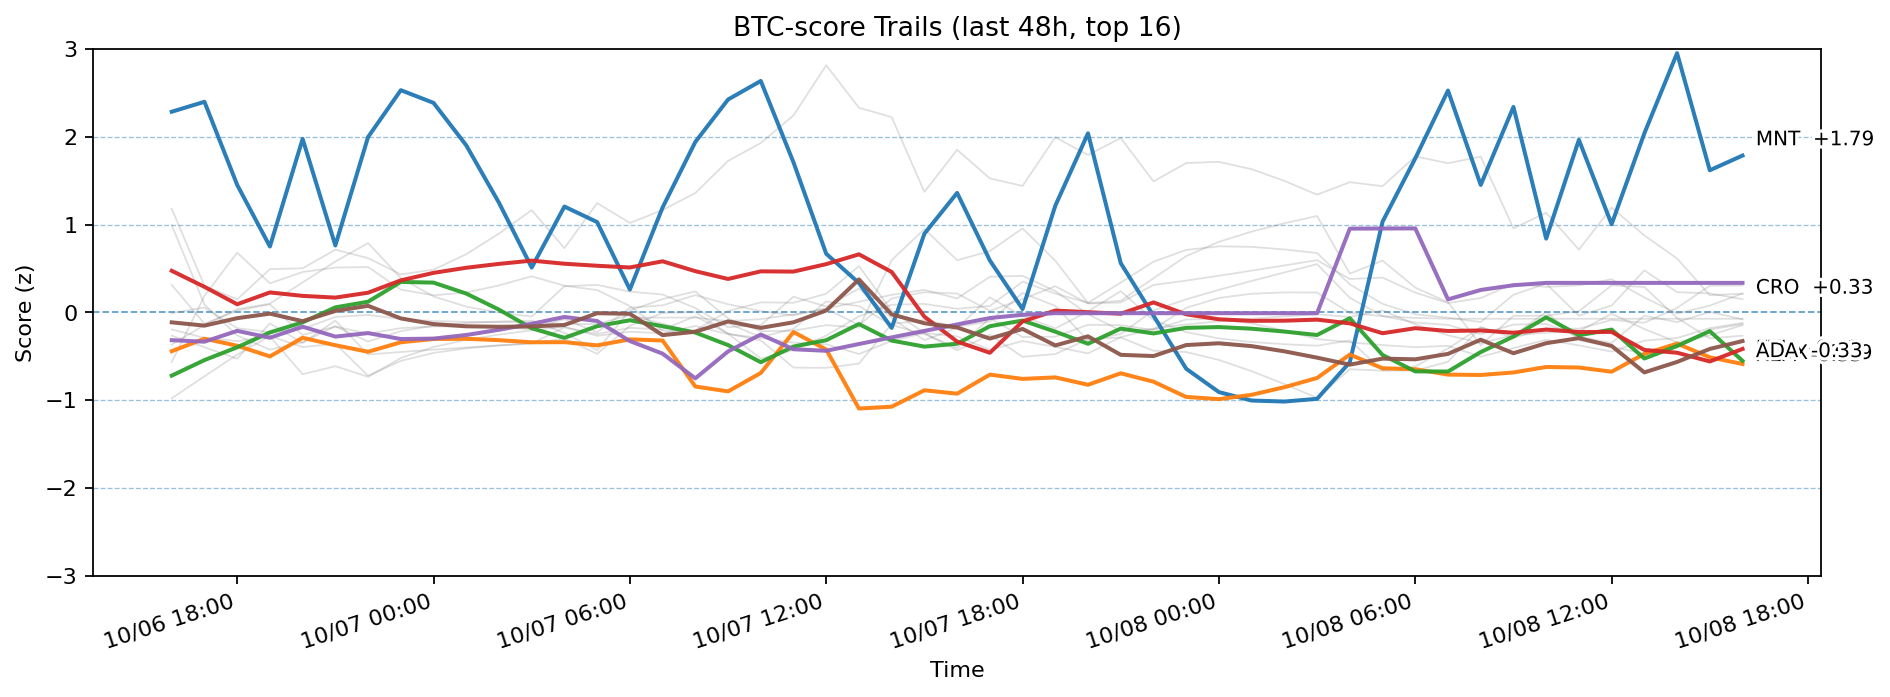 BTC-score Trails (last 48h, top 16)
Score (z)
3
2
1
0
−1
−2
−3
MNT +1.79
CRO +0.33
ADA -0.33
10/06 18:00
10/07 00:00
10/07 06:00
10/07 12:00
10/07 18:00
10/08 00:00
10/08 06:00
10/08 12:00
10/08 18:00
Time